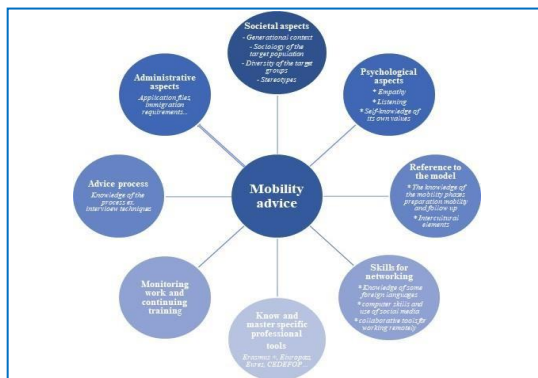 Societal aspects
- Generational context
- Sociology of the
target population
- Diversity of the target
groups
- Stereotypes
Psychological
aspects
* Empathy
* Listening
* Self-knowledge of
its own values
Reference to
the model
* The knowledge of
the mobility phases
preparation mobility
and follow up
* Intercultural
elements
Skills for
networking
* Knowledge of some
foreign languages
* computer skills and
use of social media
* collaborative tools for
working remotely
Know and
master specific
professional
tools
Erasmus +, Europass,
Eures, CEDEFOP...
Monitoring
work and
continuing
training
Advice process
Knowledge of the
process ex.
interview techniques
Administrative
aspects
Application files,
Immigration
requirements...
Mobility
advice